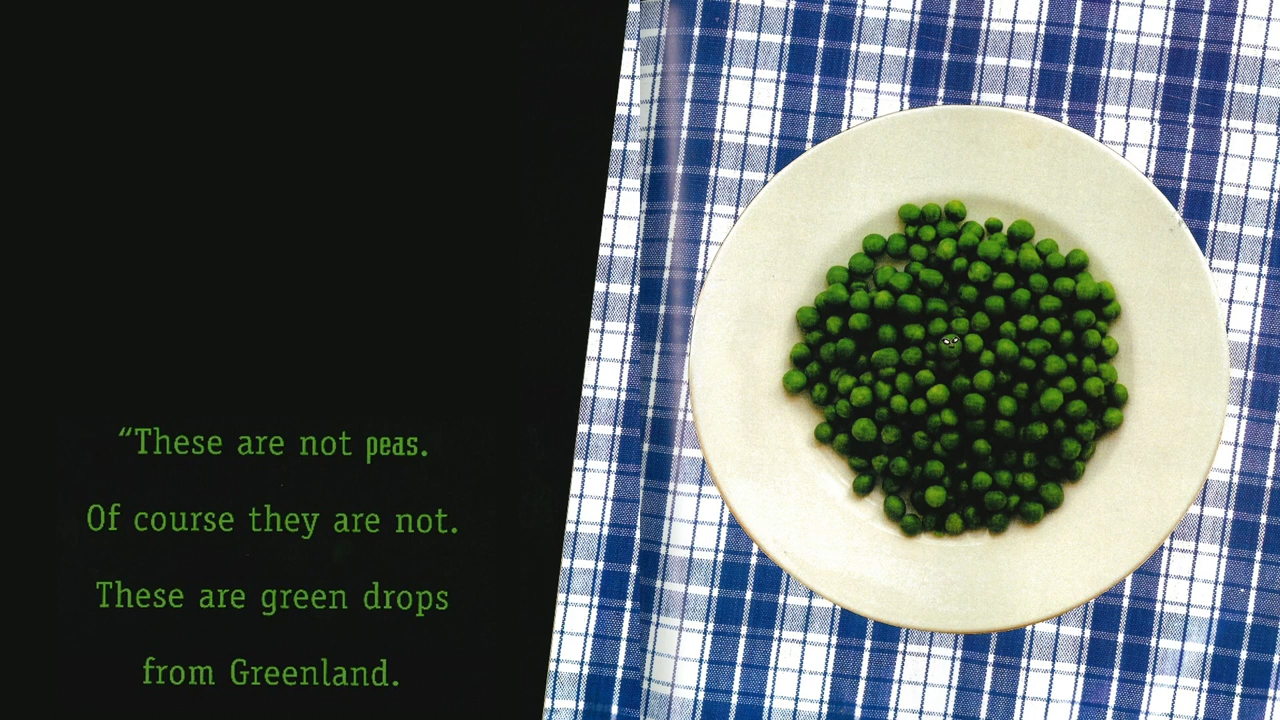 “These are not peas.
Of course they are not.
These are green drops
from Greenland.